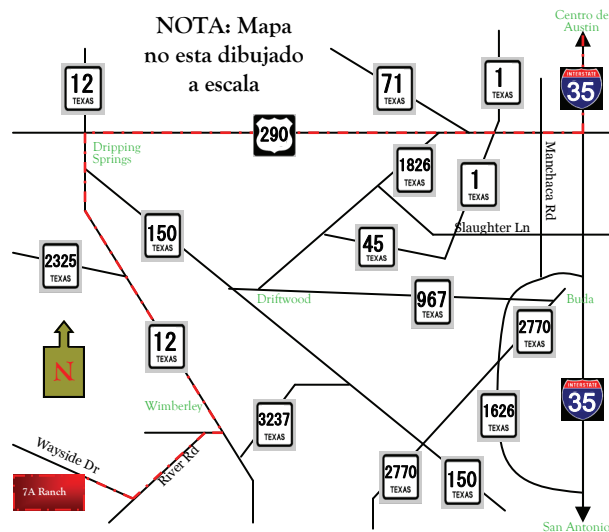 NOTA: Mapa
no esta dibujado
a escala
Centro de
Austin
12
TEXAS
71
TEXAS
1
TEXAS
INTERSTATE
35
290
Dripping
Springs
1826
TEXAS
1
TEXAS
Manchaca Rd
150
TEXAS
45
TEXAS
Slaughter Ln
2325
TEXAS
Driftwood
967
TEXAS
Buda
2770
TEXAS
N
12
TEXAS
Wimberley
3237
TEXAS
1626
TEXAS
INTERSTATE
35
Wayside Dr
River Rd
2770
TEXAS
150
TEXAS
7A Ranch
San Antonio